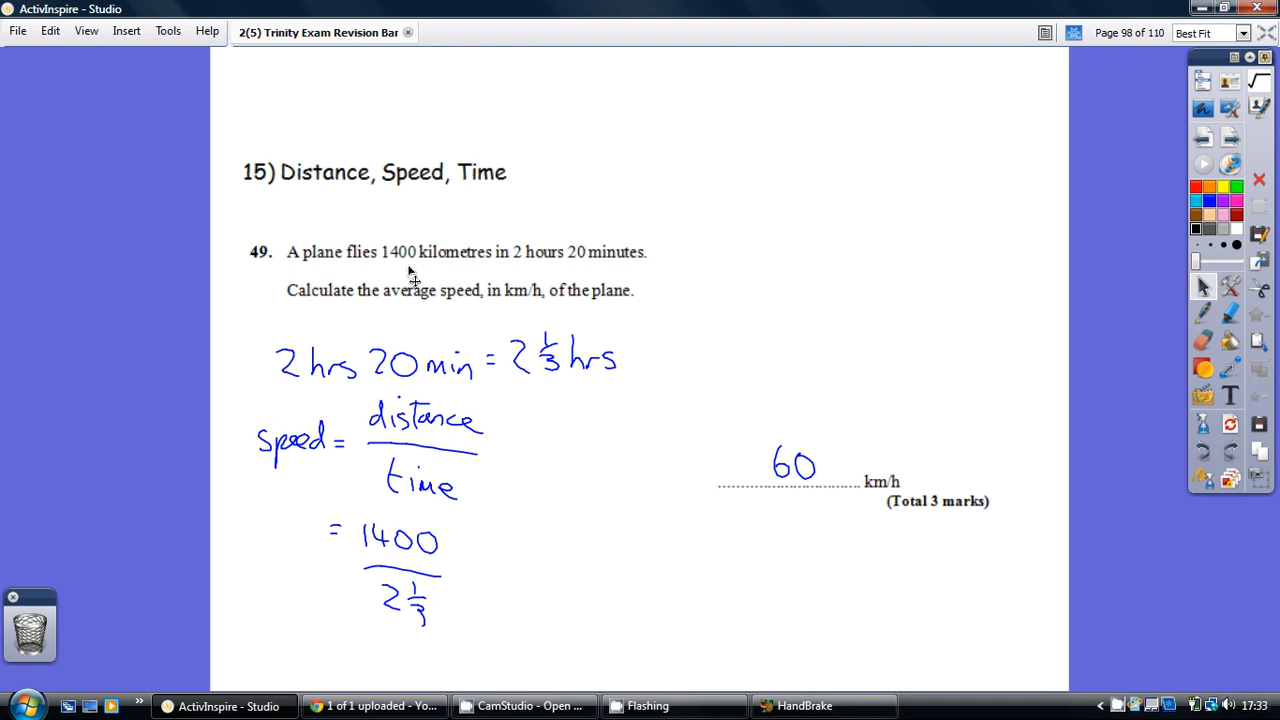 ActivInspire - Studio
File Edit View Insert Tools Help 2(5) Trinity Exam Revision Bar Page 98 of 110 Best Fit
15) Distance, Speed, Time
49. A plane flies 1400 kilometres in 2 hours 20 minutes.
Calculate the average speed, in km/h, of the plane.
2 hrs 20 min = 2 1/3 hrs
speed = distance / time
= 1400 / 2 1/3
60
........................................ km/h
(Total 3 marks)
ActivInspire - Studio 1 of 1 uploaded - Yo... CamStudio - Open ... Flashing HandBrake 17:33